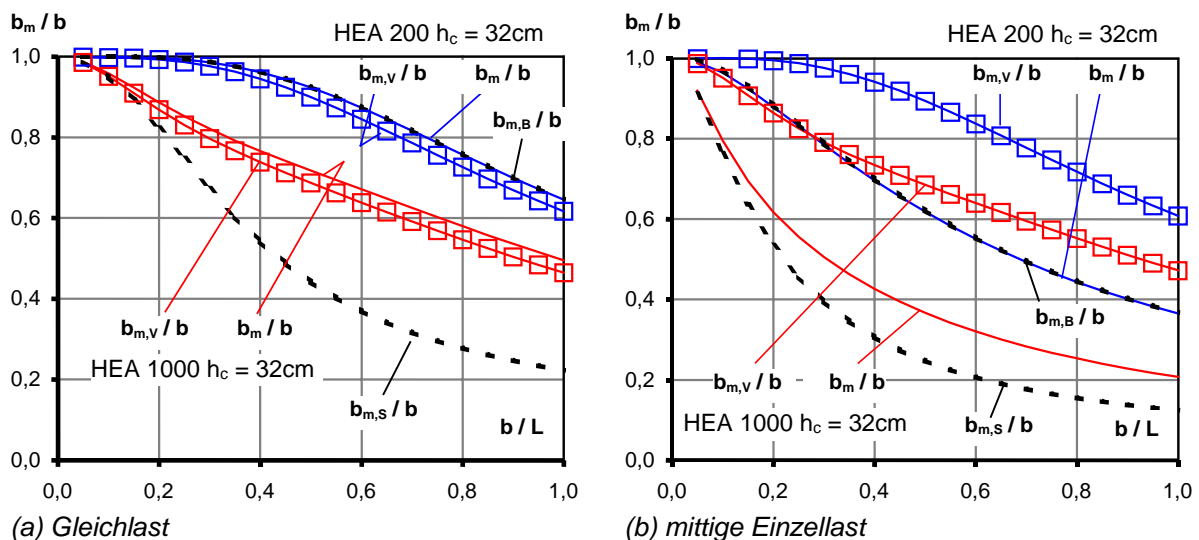 bm / b
HEA 200 hc = 32cm
1,0
0,8
0,6
0,4
0,2
0,0
bm,V / b
bm / b
bm,B / b
bm,V / b
bm / b
HEA 1000 hc = 32cm
bm,S / b
b / L
0,0 0,2 0,4 0,6 0,8 1,0
(a) Gleichlast
bm / b
HEA 200 hc = 32cm
1,0
0,8
0,6
0,4
0,2
0,0
bm,V / b
bm / b
bm,B / b
bm,V / b
bm / b
HEA 1000 hc = 32cm
bm,S / b
b / L
0,0 0,2 0,4 0,6 0,8 1,0
(b) mittige Einzellast